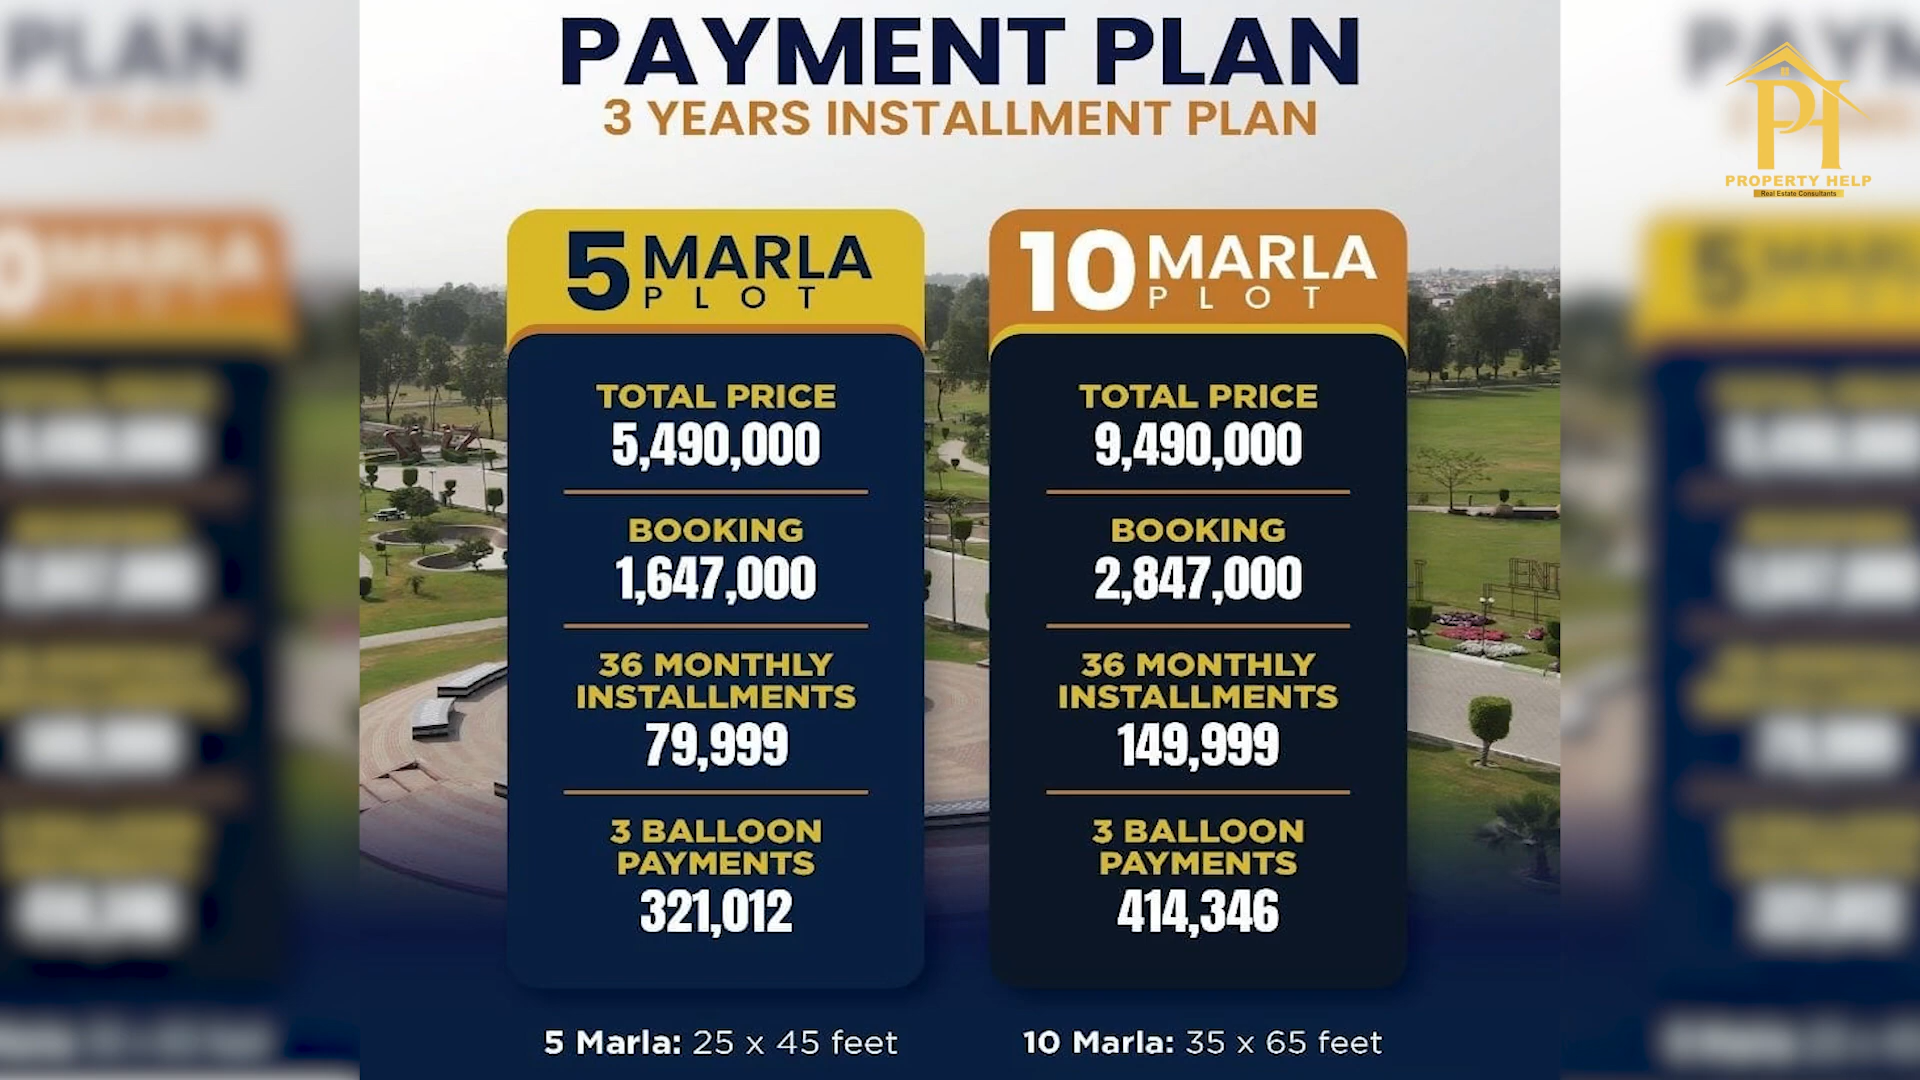 PAYMENT PLAN
3 YEARS INSTALLMENT PLAN
PROPERTY HELP
Real Estate Consultants
5 MARLA
PLOT
TOTAL PRICE
5,490,000
BOOKING
1,647,000
36 MONTHLY
INSTALLMENTS
79,999
3 BALLOON
PAYMENTS
321,012
5 Marla: 25 x 45 feet
10 MARLA
PLOT
TOTAL PRICE
9,490,000
BOOKING
2,847,000
36 MONTHLY
INSTALLMENTS
149,999
3 BALLOON
PAYMENTS
414,346
10 Marla: 35 x 65 feet